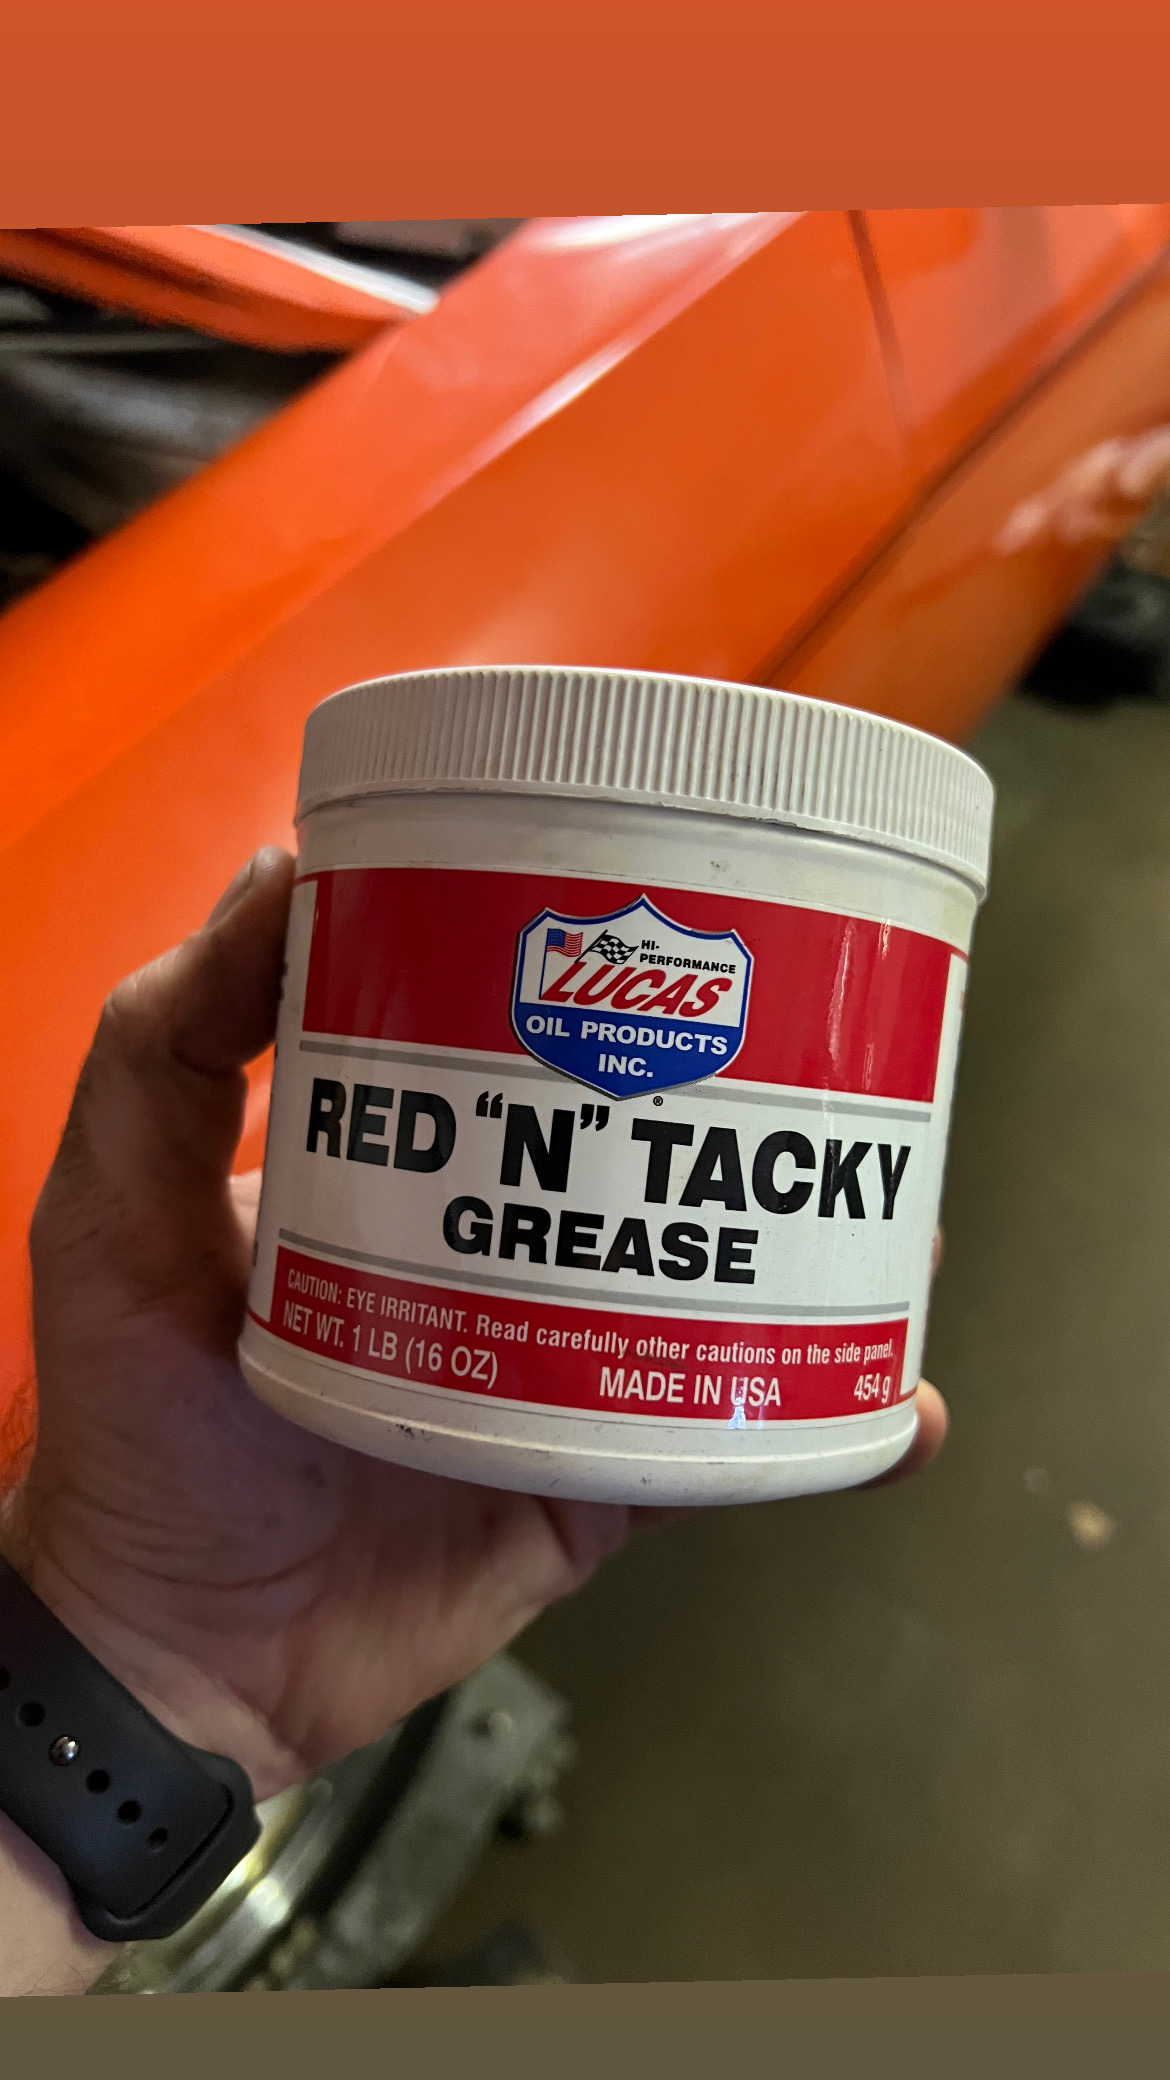 HI-
PERFORMANCE
LUCAS
OIL PRODUCTS
INC.
®
RED “N” TACKY
GREASE
CAUTION: EYE IRRITANT. Read carefully other cautions on the side panel.
NET WT. 1 LB (16 OZ)
MADE IN USA
454 g